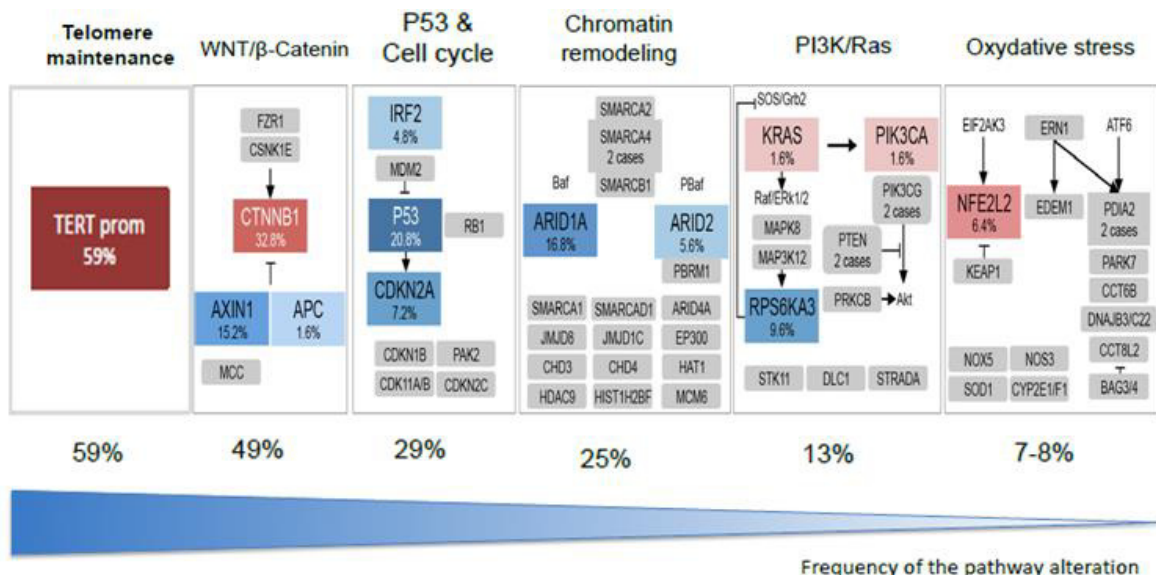 Telomere
maintenance
WNT/β-Catenin
P53 &
Cell cycle
Chromatin
remodeling
PI3K/Ras
Oxydative stress
TERT prom
59%
FZR1
CSNK1E
CTNNB1
32.8%
AXIN1
15.2%
APC
1.6%
MCC
IRF2
4.8%
MDM2
P53
20.8%
RB1
CDKN2A
7.2%
CDKN1B
PAK2
CDK11A/B
CDKN2C
SMARCA2
SMARCA4
2 cases
SMARCB1
Baf
PBaf
ARID1A
16.8%
ARID2
5.6%
PBRM1
SMARCA1
SMARCAD1
ARID4A
JMJD6
JMJD1C
EP300
CHD3
CHD4
HAT1
HDAC9
HIST1H2BF
MCM6
SOS/Grb2
KRAS
1.6%
PIK3CA
1.6%
Raf/ERk1/2
PIK3CG
2 cases
MAPK8
MAP3K12
PTEN
2 cases
RPS6KA3
9.6%
PRKCB
Akt
STK11
DLC1
STRADA
EIF2AK3
ERN1
ATF6
NFE2L2
6.4%
EDEM1
PDIA2
2 cases
KEAP1
PARK7
CCT6B
DNAJB3/C22
CCT8L2
BAG3/4
NOX5
NOS3
SOD1
CYP2E1/F1
59%
49%
29%
25%
13%
7-8%
Frequency of the pathway alteration